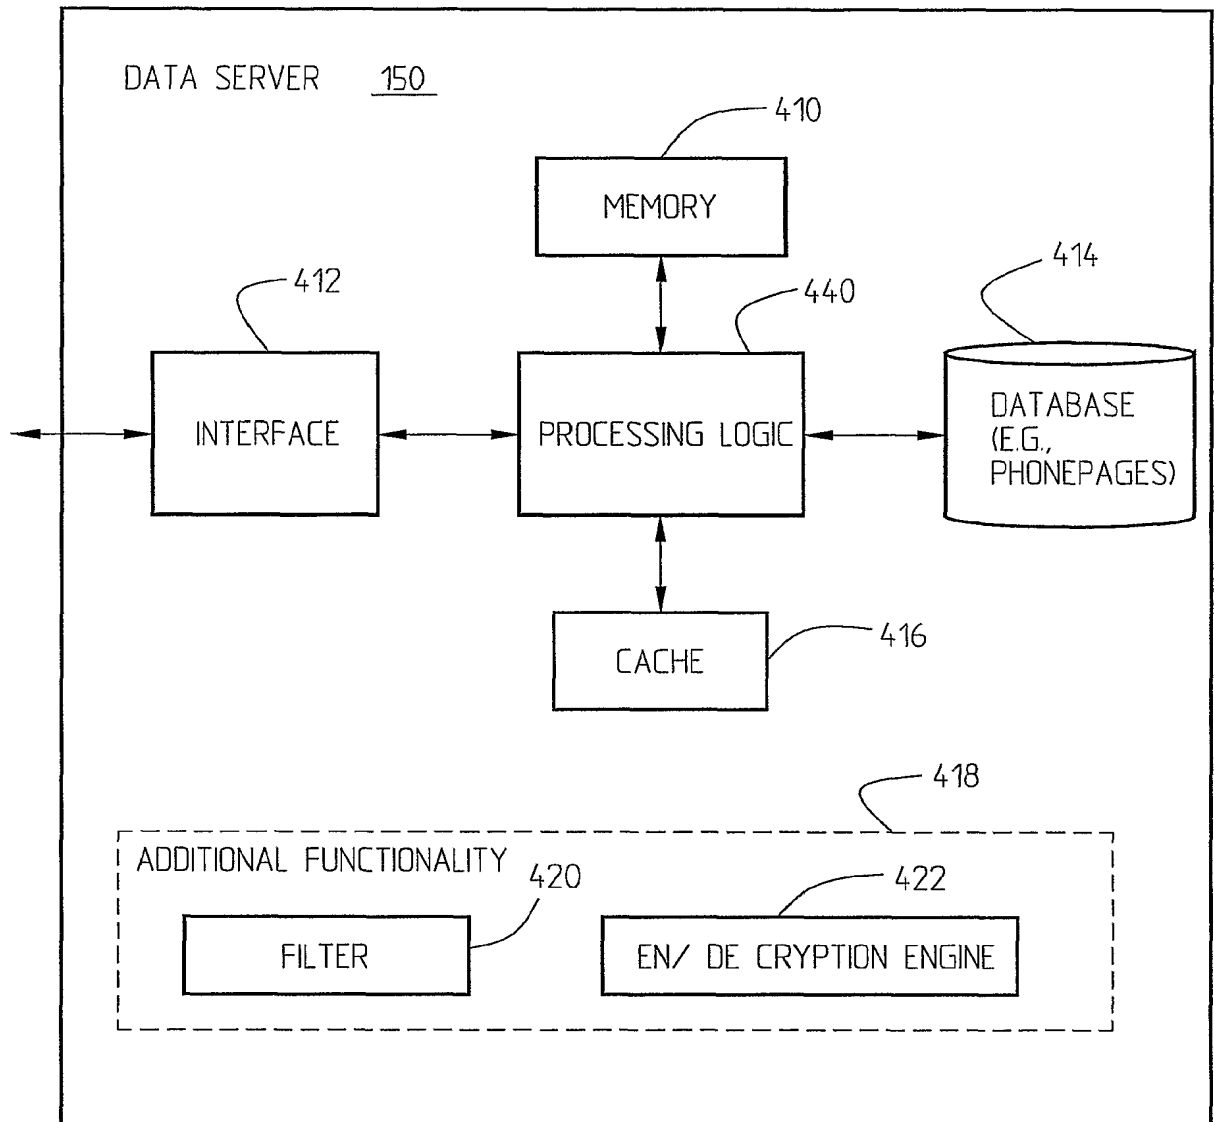 DATA SERVER 150
410
MEMORY
412
440
414
INTERFACE
PROCESSING LOGIC
DATABASE
(E.G.,
PHONEPAGES)
CACHE
416
418
ADDITIONAL FUNCTIONALITY
420
422
FILTER
EN/ DE CRYPTION ENGINE